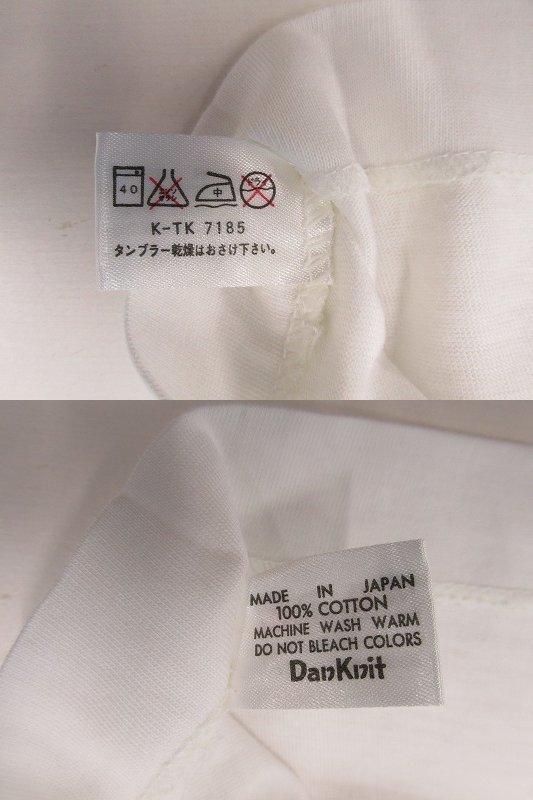 40 中
K-TK 7185
タンブラー乾燥はおさけ下さい。
MADE IN JAPAN
100% COTTON
MACHINE WASH WARM
DO NOT BLEACH COLORS
DanKnit